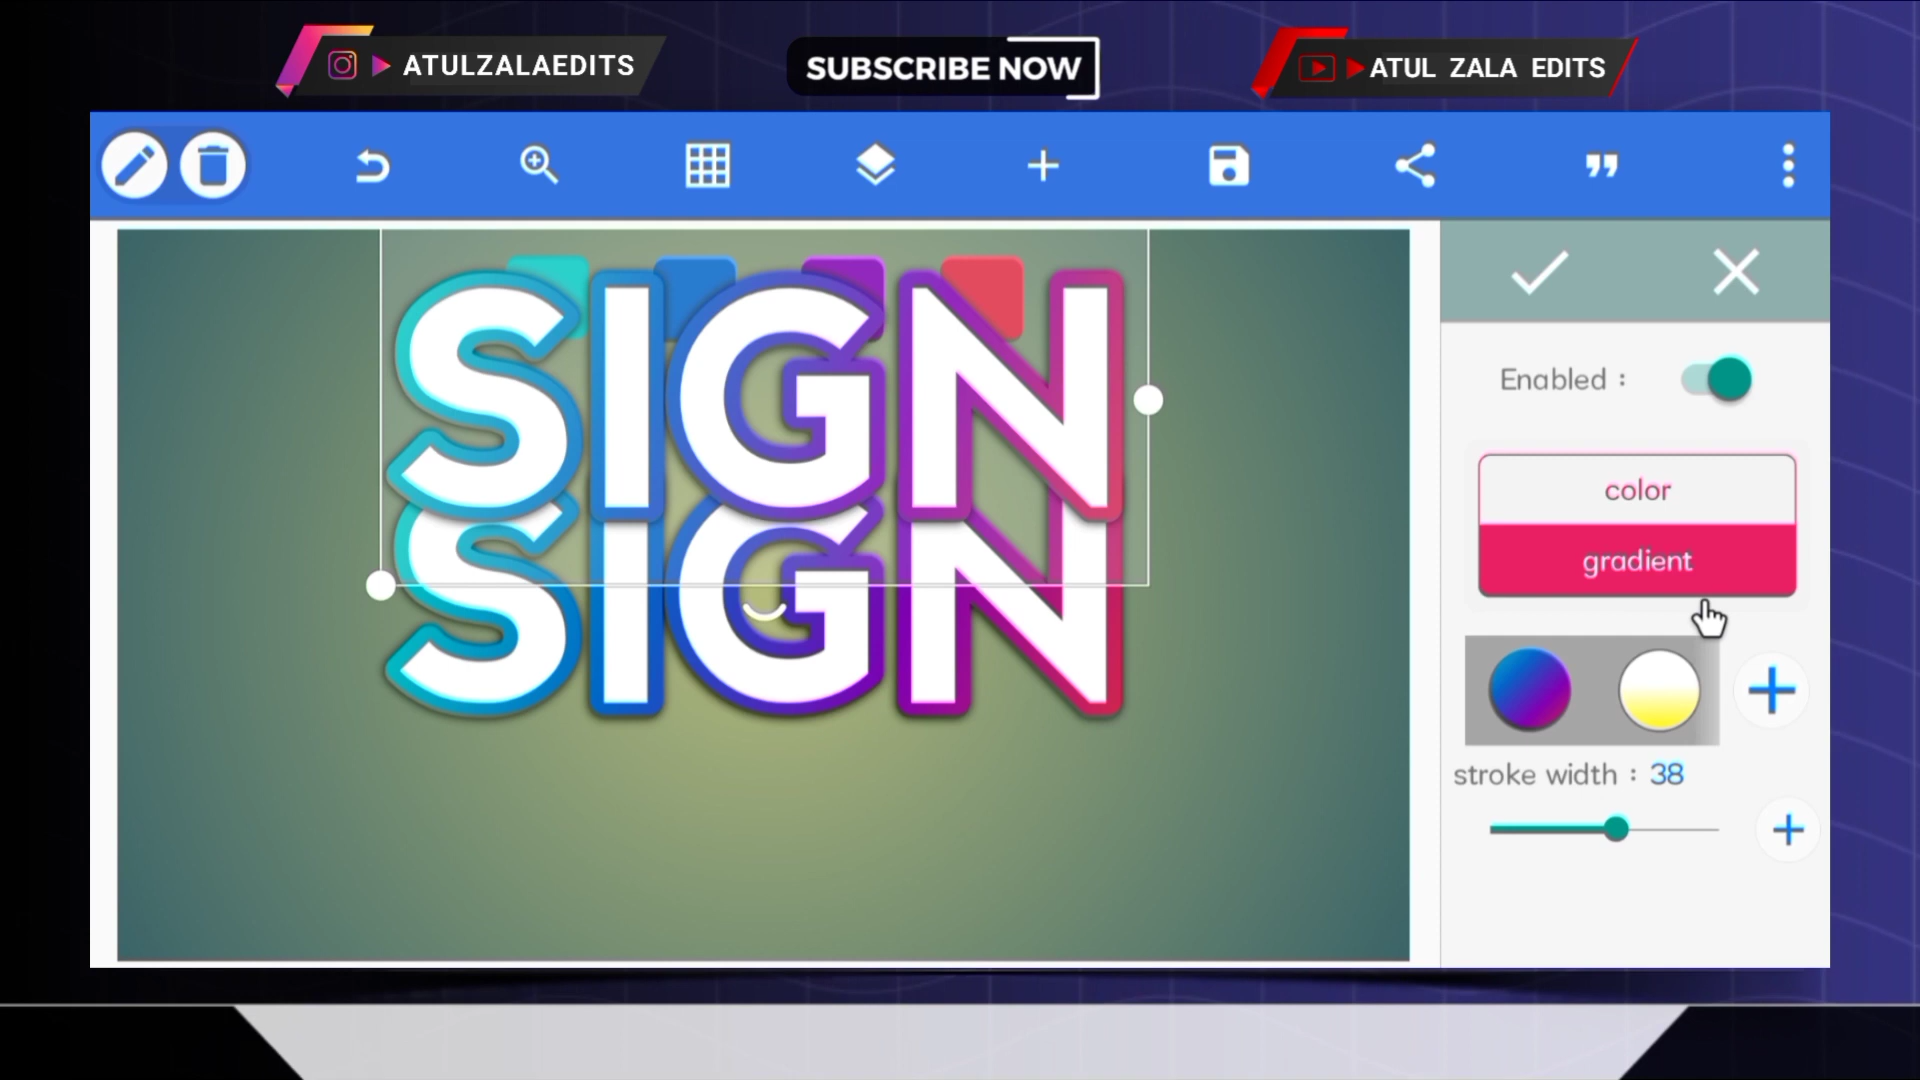 ATULZALAEDITS
SUBSCRIBE NOW
ATUL ZALA EDITS
SIGN
SIGN
Enabled :
color
gradient
stroke width : 38